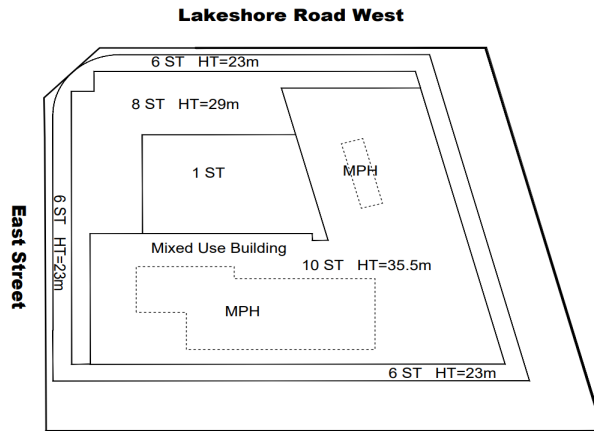 Lakeshore Road West
6 ST HT=23m
8 ST HT=29m
MPH
1 ST
East Street
6 ST HT=23m
Mixed Use Building
10 ST HT=35.5m
MPH
6 ST HT=23m